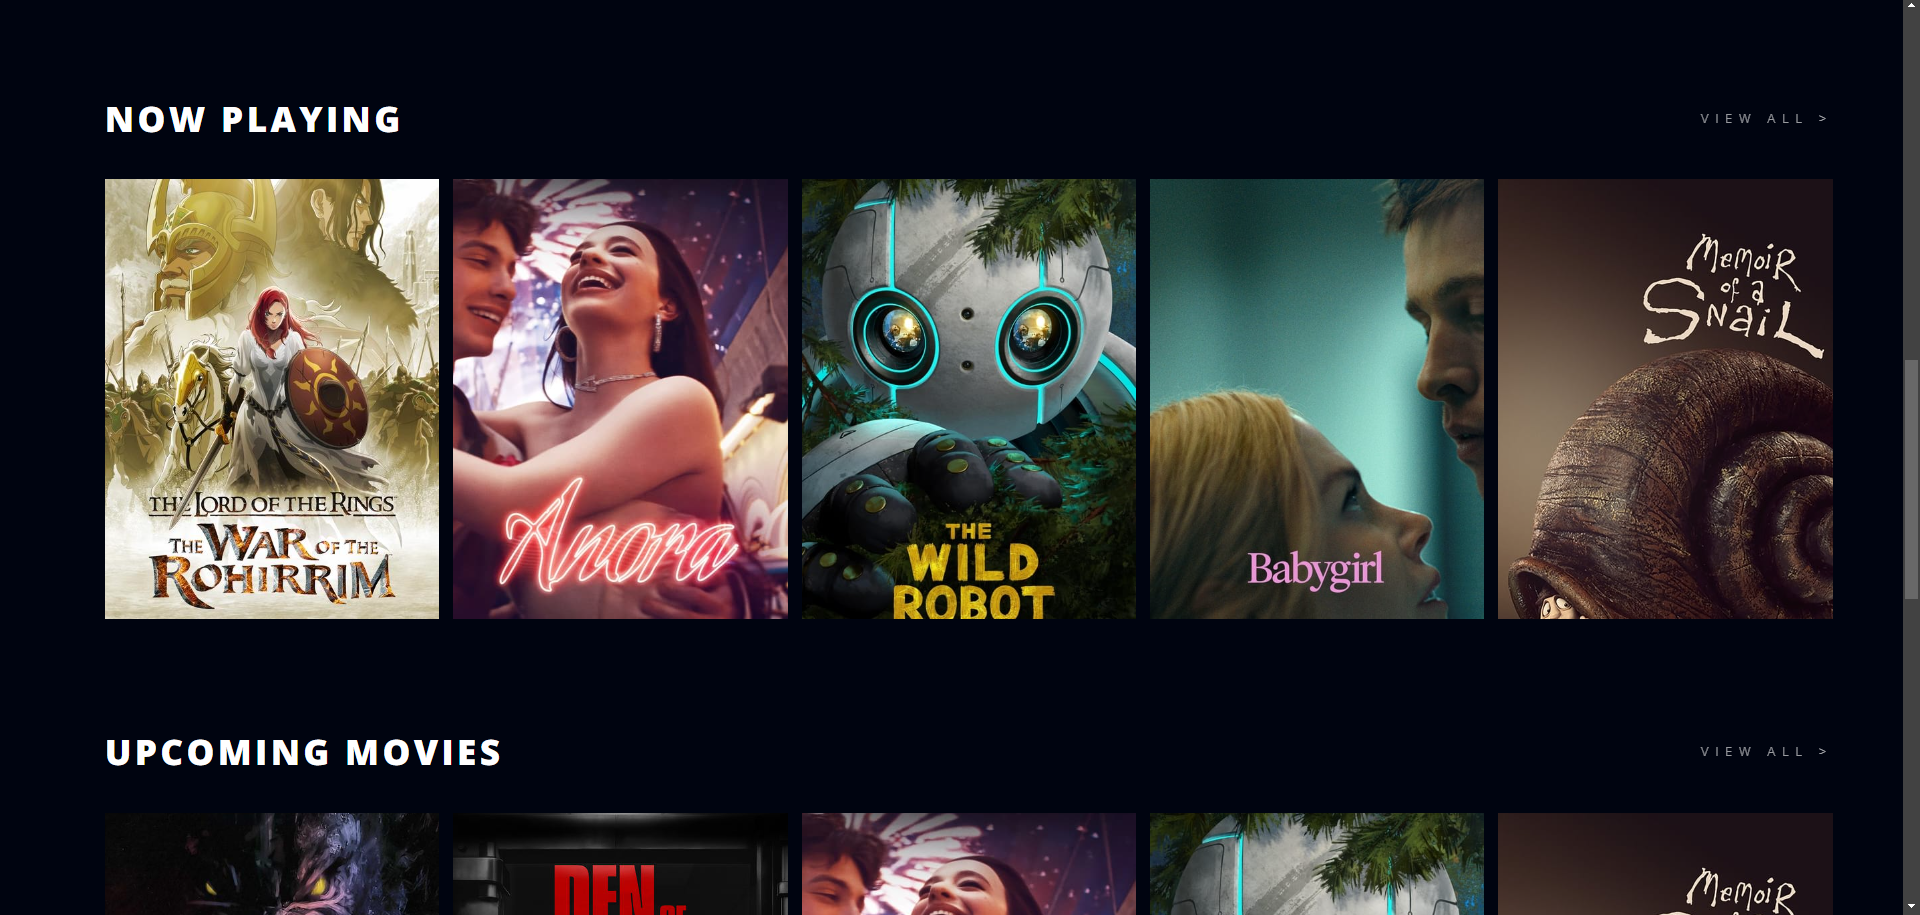 NOW PLAYING
VIEW ALL >
THE LORD OF THE RINGS
THE WAR OF THE
ROHIRRIM
Anora
THE
WILD
ROBOT
Babygirl
Memoir
of a
Snail
UPCOMING MOVIES
VIEW ALL >
DEN OF
Memoir